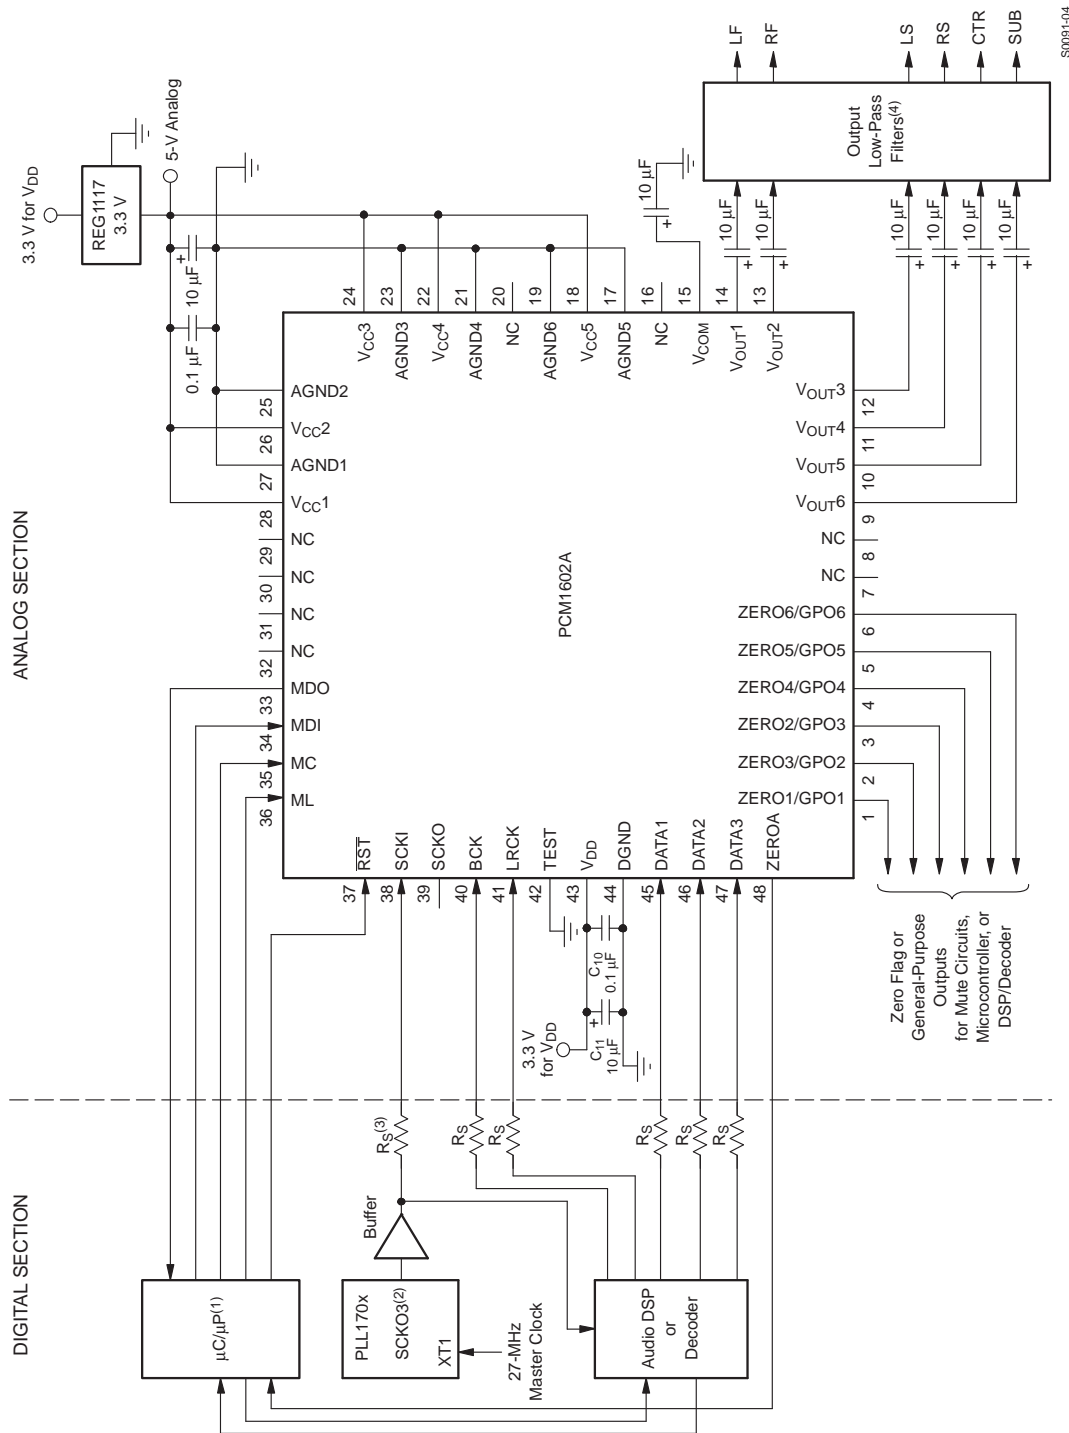 DIGITAL SECTION
ANALOG SECTION
3.3 V for VDD
REG1117
3.3 V
5-V Analog
0.1 μF
10 μF
24
23
22
21
20
19
18
17
16
15
14
13
VCC3
AGND3
VCC4
AGND4
NC
AGND6
VCC5
AGND5
NC
VCOM
VOUT1
VOUT2
10 μF
10 μF
10 μF
10 μF
10 μF
10 μF
10 μF
Output
Low-Pass
Filters(4)
LF
RF
LS
RS
CTR
SUB
S0091-04
AGND2
25
VCC2
26
AGND1
27
VCC1
28
NC
29
NC
30
NC
31
NC
32
MDO
33
MDI
34
MC
35
ML
36
PCM1602A
VOUT3
12
VOUT4
11
VOUT5
10
VOUT6
9
NC
8
NC
7
ZERO6/GPO6
6
ZERO5/GPO5
5
ZERO4/GPO4
4
ZERO2/GPO3
3
ZERO3/GPO2
2
ZERO1/GPO1
1
RST
SCKI
SCKO
BCK
LRCK
TEST
VDD
DGND
DATA1
DATA2
DATA3
ZEROA
37
38
39
40
41
42
43
44
45
46
47
48
C10
0.1 μF
C11
10 μF
3.3 V
for VDD
Zero Flag or
General-Purpose
Outputs
for Mute Circuits,
Microcontroller, or
DSP/Decoder
RS(3)
RS
RS
RS
RS
RS
Buffer
μC/μP(1)
PLL170x
SCKO3(2)
XT1
27-MHz
Master Clock
Audio DSP
or
Decoder